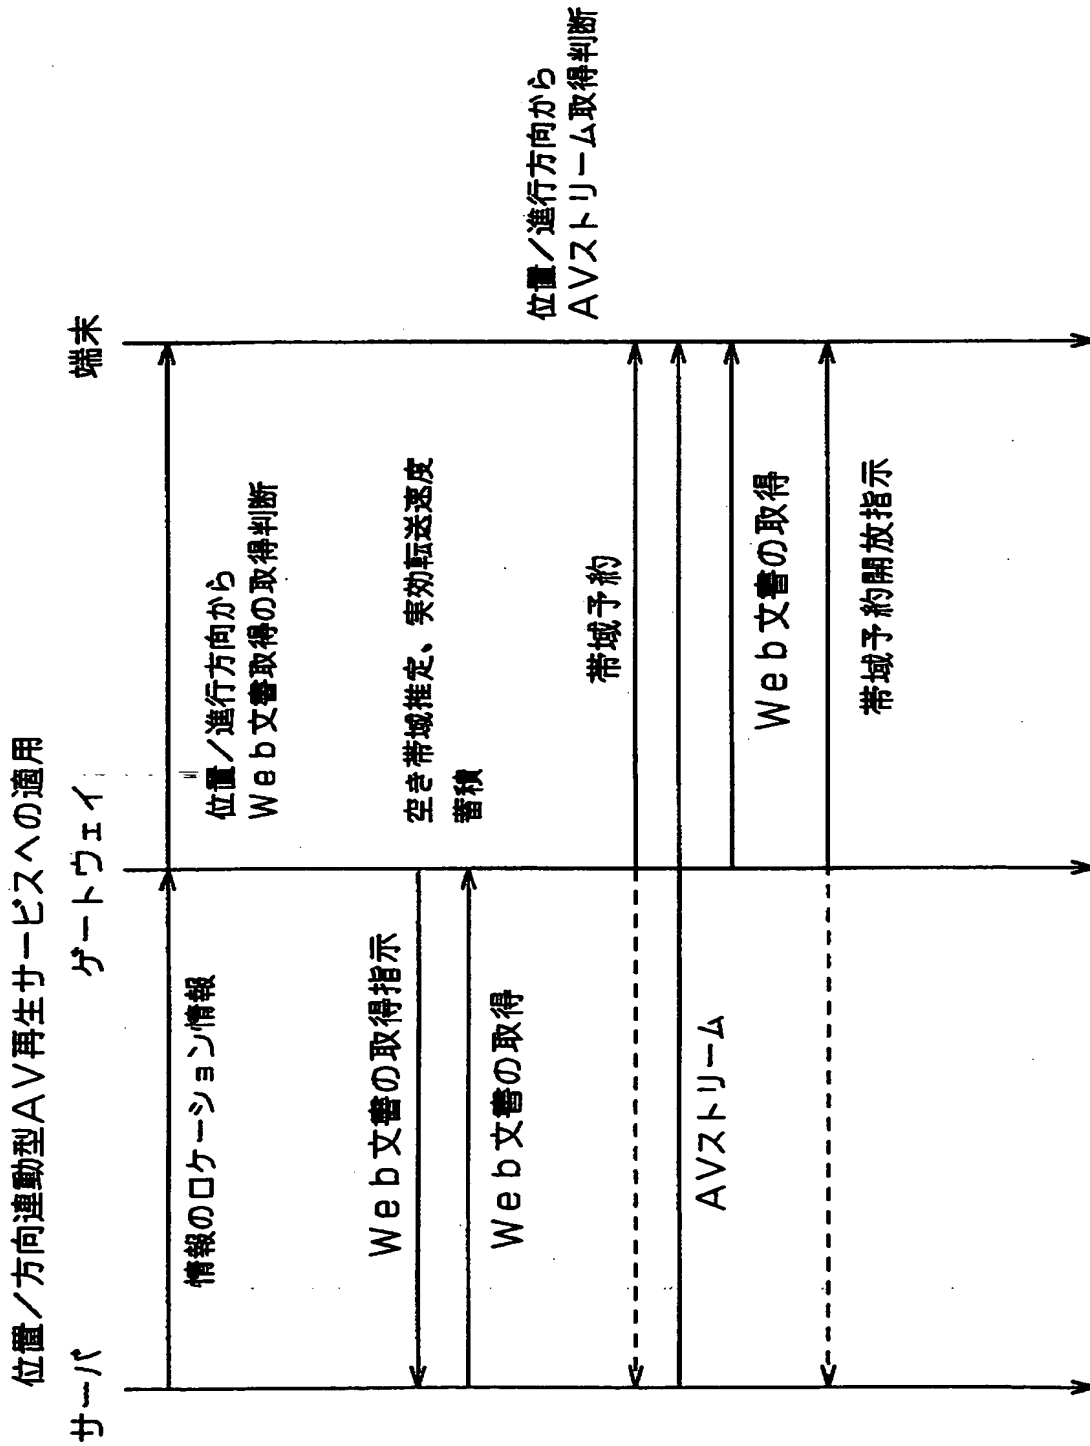 位置／方向連動型AV再生サービスへの適用
サーバ
ゲートウェイ
端末
情報のロケーション情報
位置／進行方向から
Web文書取得の取得判断
Web文書の取得指示
空き帯域推定、実効転送速度
蓄積
Web文書の取得
位置／進行方向から
AVストリーム取得判断
帯域予約
AVストリーム
Web文書の取得
帯域予約開放指示